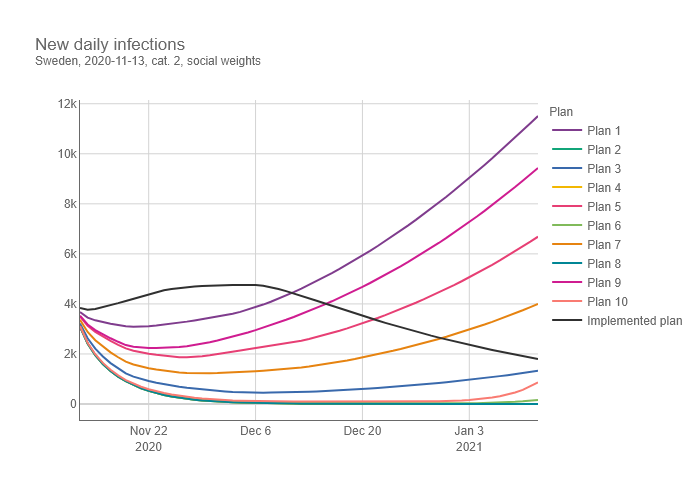 New daily infections
Sweden, 2020-11-13, cat. 2, social weights
12k
10k
8k
6k
4k
2k
0
Nov 22
2020
Dec 6
Dec 20
Jan 3
2021
Plan
Plan 1
Plan 2
Plan 3
Plan 4
Plan 5
Plan 6
Plan 7
Plan 8
Plan 9
Plan 10
Implemented plan